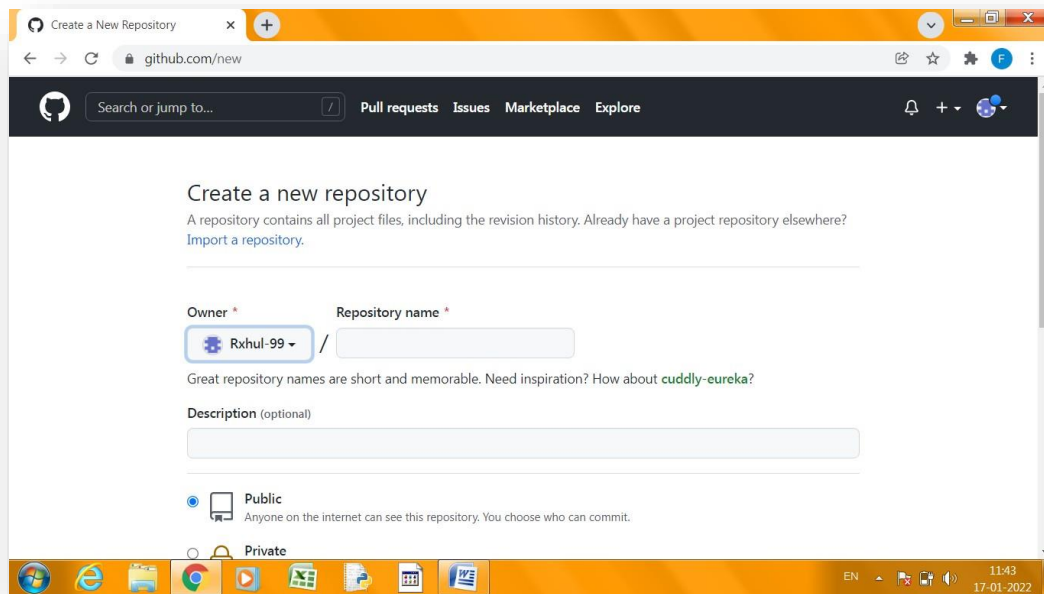 Create a New Repository
github.com/new
F
Search or jump to...
/
Pull requests Issues Marketplace Explore
Create a new repository
A repository contains all project files, including the revision history. Already have a project repository elsewhere?
Import a repository.
Owner * Repository name *
Rxhul-99 /
Great repository names are short and memorable. Need inspiration? How about cuddly-eureka?
Description (optional)
Public
Anyone on the internet can see this repository. You choose who can commit.
Private
EN 11:43
17-01-2022